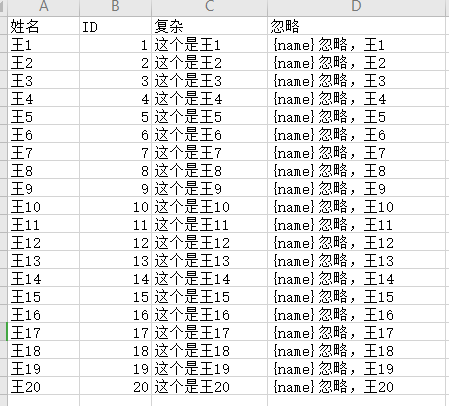 A B C D
姓名 ID 复杂 忽略
王1 1 这个是王1 {name}忽略，王1
王2 2 这个是王2 {name}忽略，王2
王3 3 这个是王3 {name}忽略，王3
王4 4 这个是王4 {name}忽略，王4
王5 5 这个是王5 {name}忽略，王5
王6 6 这个是王6 {name}忽略，王6
王7 7 这个是王7 {name}忽略，王7
王8 8 这个是王8 {name}忽略，王8
王9 9 这个是王9 {name}忽略，王9
王10 10 这个是王10 {name}忽略，王10
王11 11 这个是王11 {name}忽略，王11
王12 12 这个是王12 {name}忽略，王12
王13 13 这个是王13 {name}忽略，王13
王14 14 这个是王14 {name}忽略，王14
王15 15 这个是王15 {name}忽略，王15
王16 16 这个是王16 {name}忽略，王16
王17 17 这个是王17 {name}忽略，王17
王18 18 这个是王18 {name}忽略，王18
王19 19 这个是王19 {name}忽略，王19
王20 20 这个是王20 {name}忽略，王20